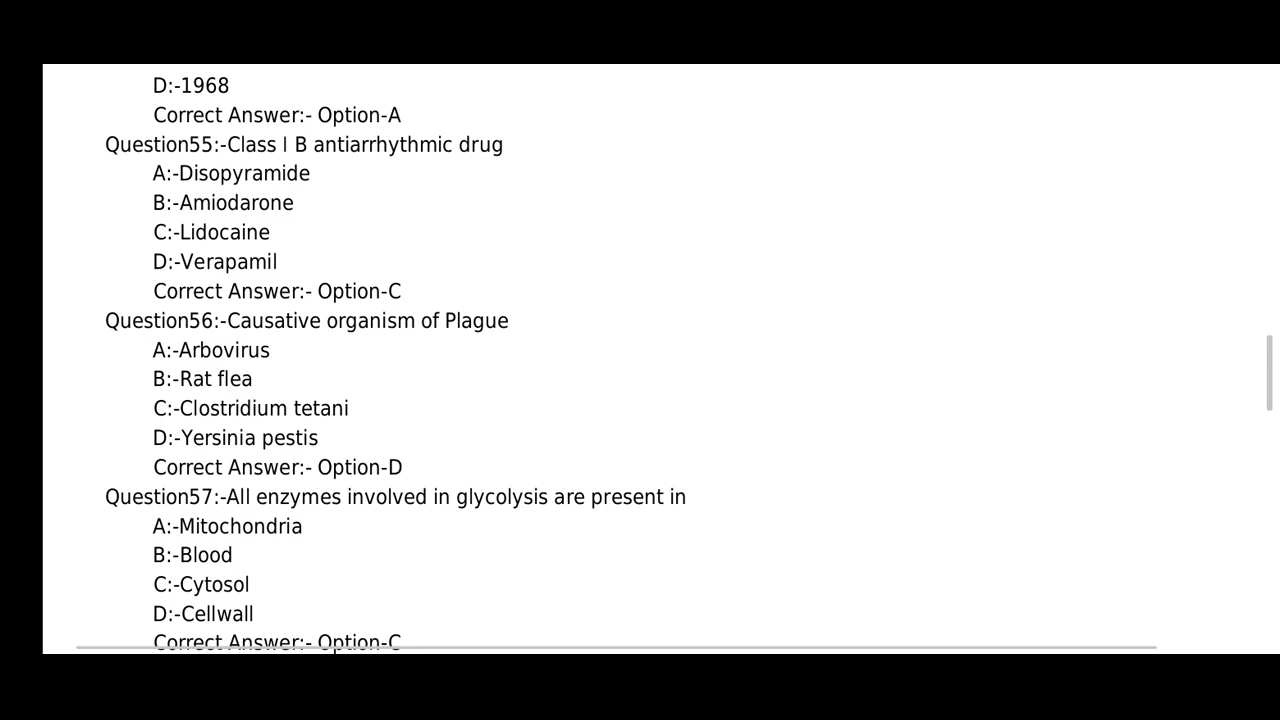 D:-1968
Correct Answer:- Option-A
Question55:-Class I B antiarrhythmic drug
A:-Disopyramide
B:-Amiodarone
C:-Lidocaine
D:-Verapamil
Correct Answer:- Option-C
Question56:-Causative organism of Plague
A:-Arbovirus
B:-Rat flea
C:-Clostridium tetani
D:-Yersinia pestis
Correct Answer:- Option-D
Question57:-All enzymes involved in glycolysis are present in
A:-Mitochondria
B:-Blood
C:-Cytosol
D:-Cellwall
Correct Answer:- Option-C